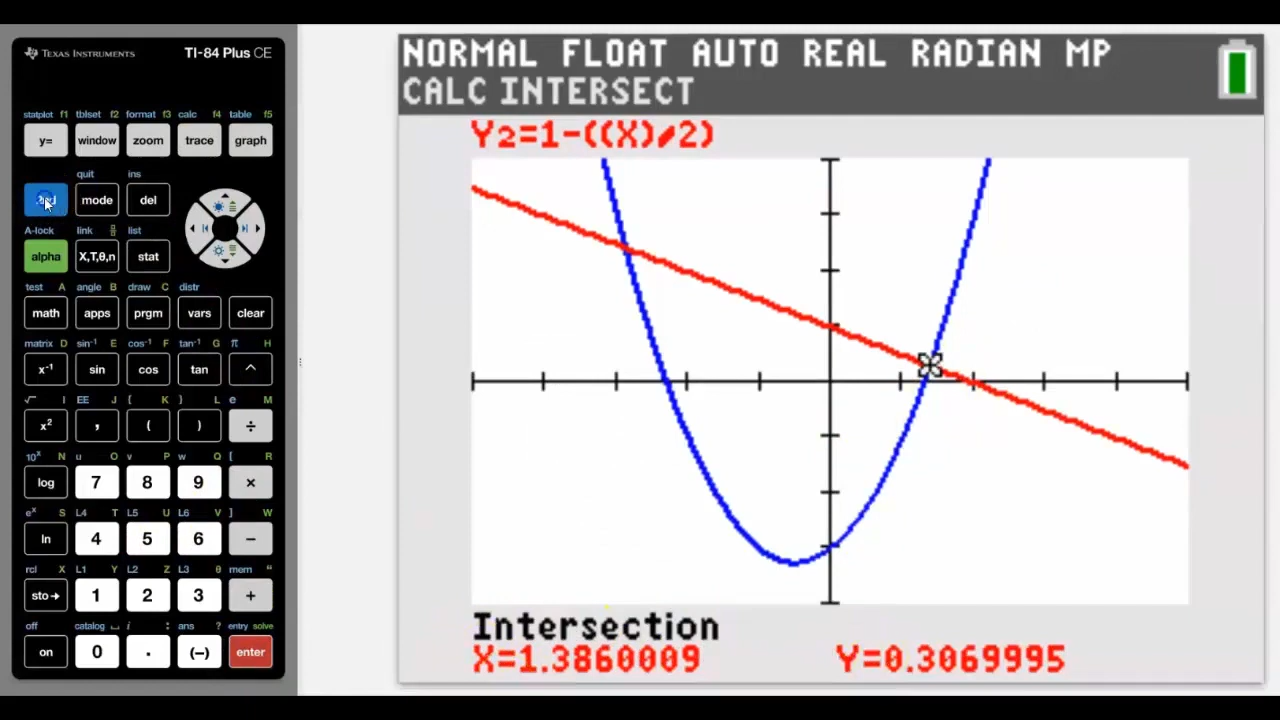 TEXAS INSTRUMENTS TI-84 Plus CE
statplot f1 tblset f2 format f3 calc f4 table f5
y= window zoom trace graph
quit ins
mode del
A-lock link list
alpha X,T,θ,n stat
test A angle B draw C distr
math apps prgm vars clear
matrix D sin⁻¹ E cos⁻¹ F tan⁻¹ G π H
x⁻¹ sin cos tan ^
√ I EE J { K } L e M
x² , ( ) ÷
10ˣ N u O v P w Q [ R
log 7 8 9 ×
eˣ S L4 T L5 U L6 V ] W
ln 4 5 6 −
rcl X L1 Y L2 Z L3 θ mem "
sto→ 1 2 3 +
off catalog ⎵ i : ans ? entry solve
on 0 . (−) enter
NORMAL FLOAT AUTO REAL RADIAN MP
CALC INTERSECT
Y2=1-((X)/2)
Intersection
X=1.3860009 Y=0.3069995